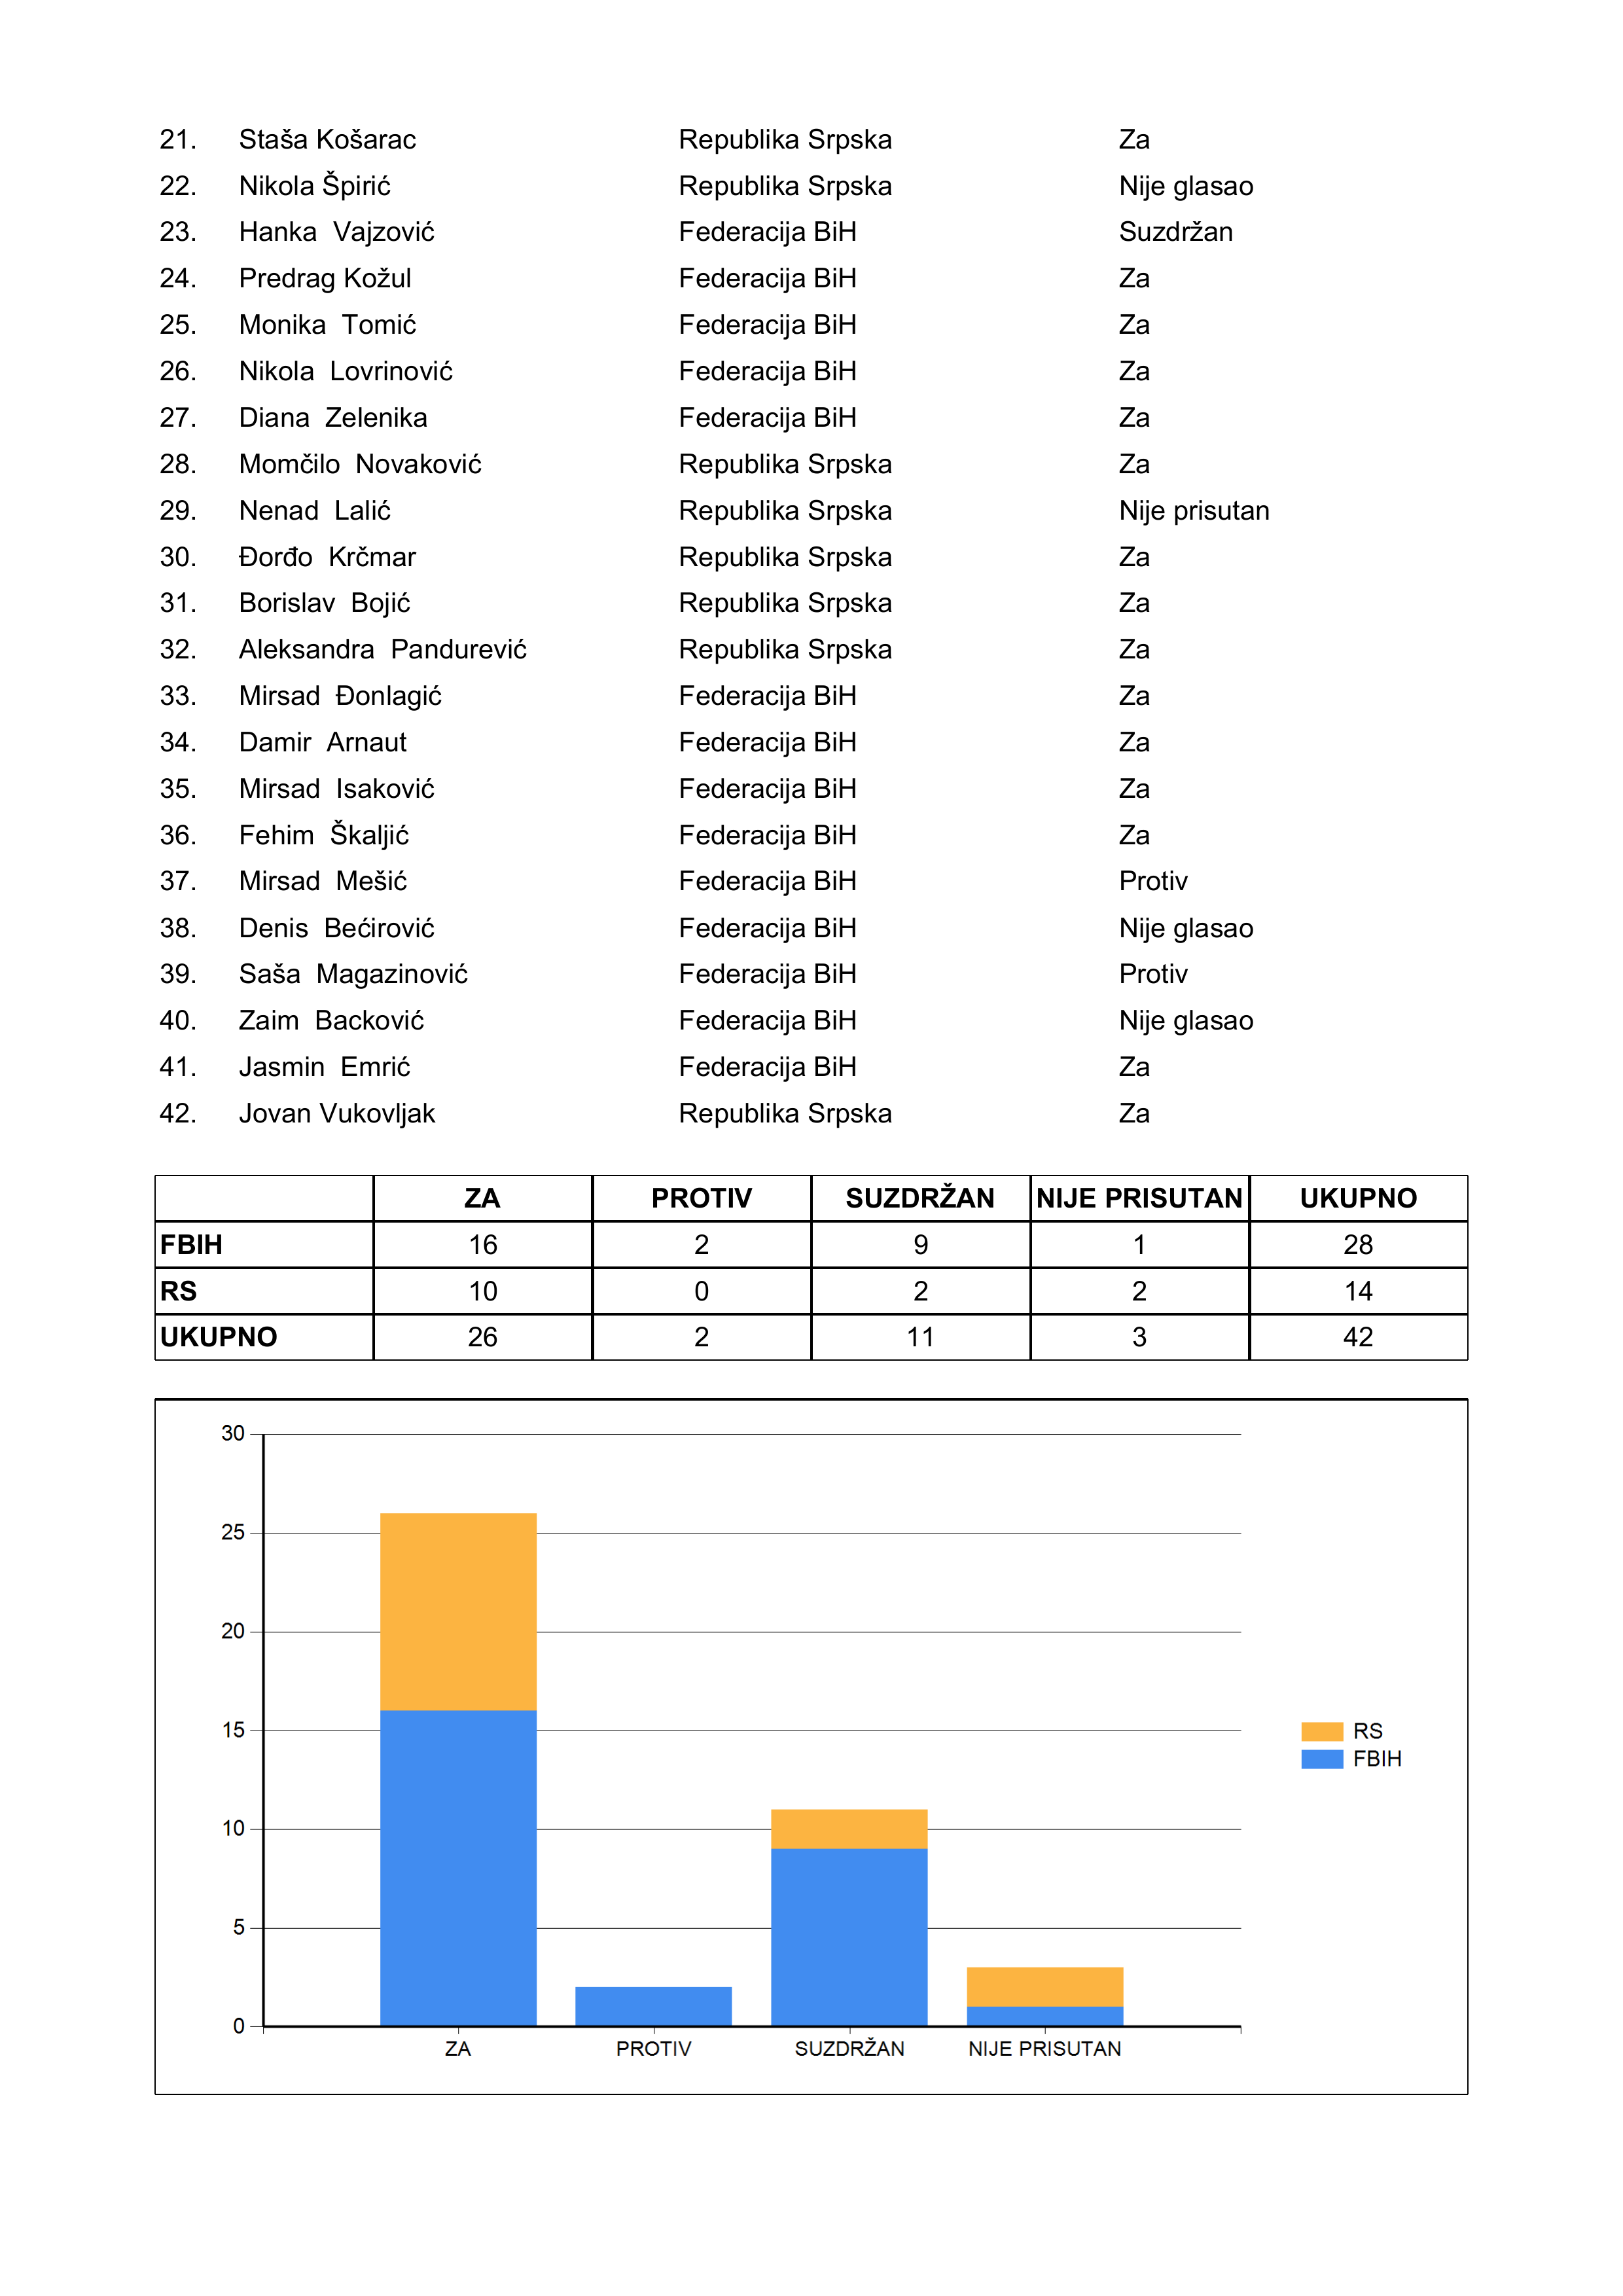 21. Staša Košarac Republika Srpska Za
22. Nikola Špirić Republika Srpska Nije glasao
23. Hanka Vajzović Federacija BiH Suzdržan
24. Predrag Kožul Federacija BiH Za
25. Monika Tomić Federacija BiH Za
26. Nikola Lovrinović Federacija BiH Za
27. Diana Zelenika Federacija BiH Za
28. Momčilo Novaković Republika Srpska Za
29. Nenad Lalić Republika Srpska Nije prisutan
30. Đorđo Krčmar Republika Srpska Za
31. Borislav Bojić Republika Srpska Za
32. Aleksandra Pandurević Republika Srpska Za
33. Mirsad Đonlagić Federacija BiH Za
34. Damir Arnaut Federacija BiH Za
35. Mirsad Isaković Federacija BiH Za
36. Fehim Škaljić Federacija BiH Za
37. Mirsad Mešić Federacija BiH Protiv
38. Denis Bećirović Federacija BiH Nije glasao
39. Saša Magazinović Federacija BiH Protiv
40. Zaim Backović Federacija BiH Nije glasao
41. Jasmin Emrić Federacija BiH Za
42. Jovan Vukovljak Republika Srpska Za
ZA PROTIV SUZDRŽAN NIJE PRISUTAN UKUPNO
FBIH 16 2 9 1 28
RS 10 0 2 2 14
UKUPNO 26 2 11 3 42
30
25
20
15
10
5
0
ZA PROTIV SUZDRŽAN NIJE PRISUTAN
RS
FBIH